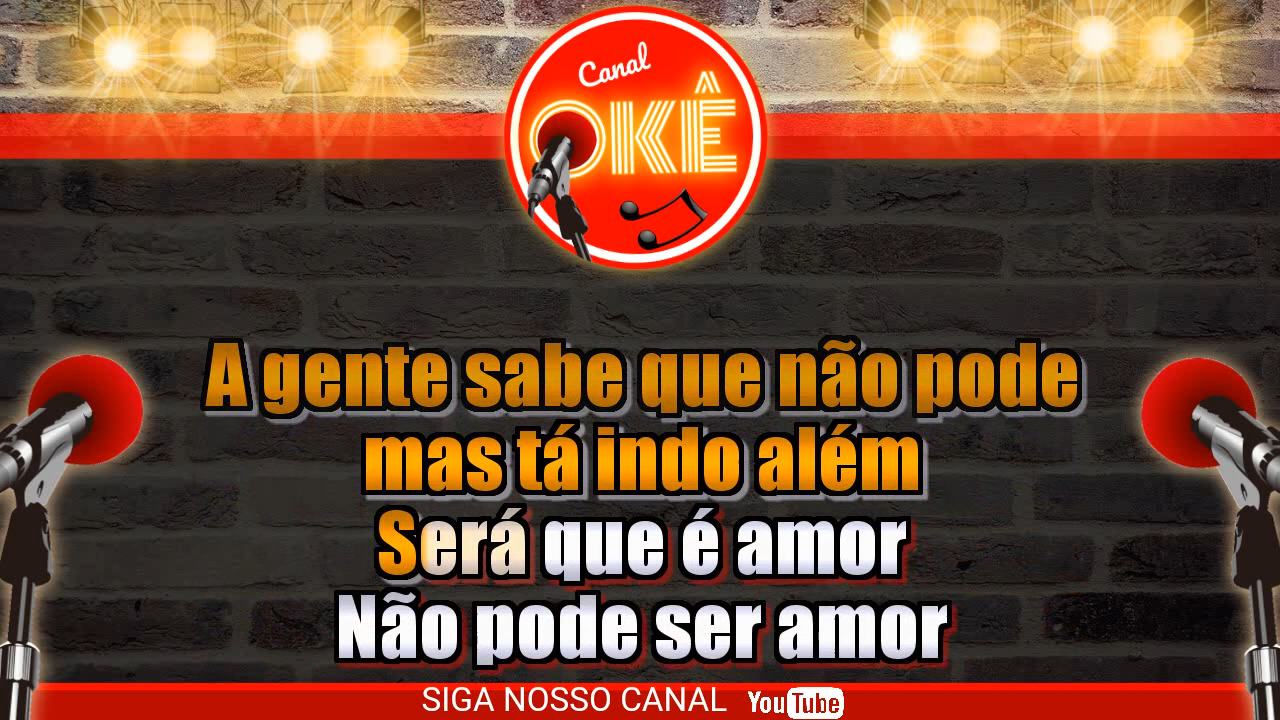 Canal
OKÊ
A gente sabe que não pode
mas tá indo além
Será que é amor
Não pode ser amor
SIGA NOSSO CANAL YouTube